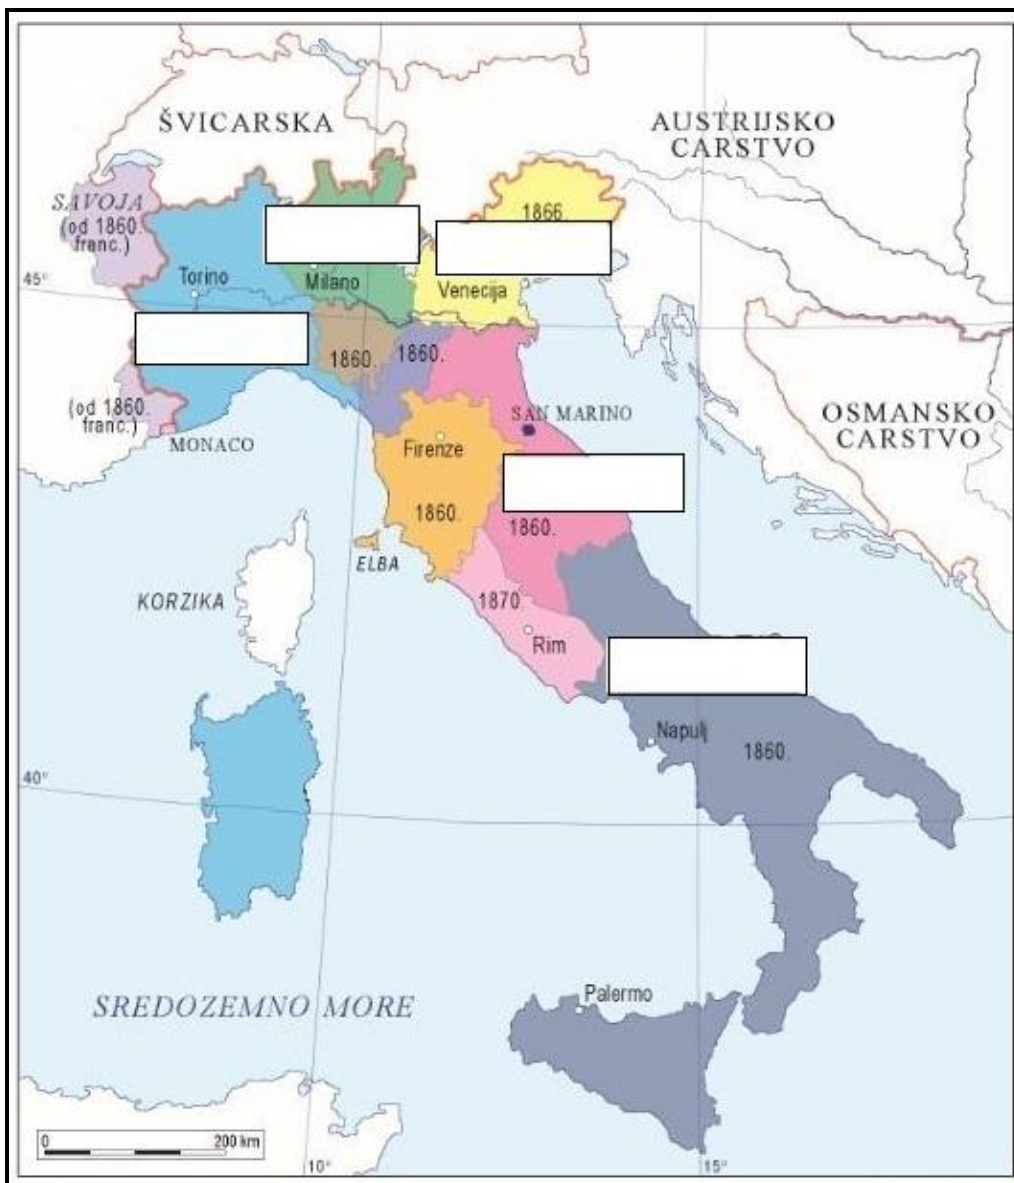 ŠVICARSKA
AUSTRIJSKO
CARSTVO
SAVOJA
(od 1860.
franc.)
1866.
45°
Torino
Milano
Venecija
1860.
1860.
(od 1860.
franc.)
MONACO
SAN MARINO
OSMANSKO
CARSTVO
Firenze
1860.
1860.
ELBA
KORZIKA
1870.
Rim
Napulj
1860.
40°
Palermo
SREDOZEMNO MORE
0 200 km
10°
15°